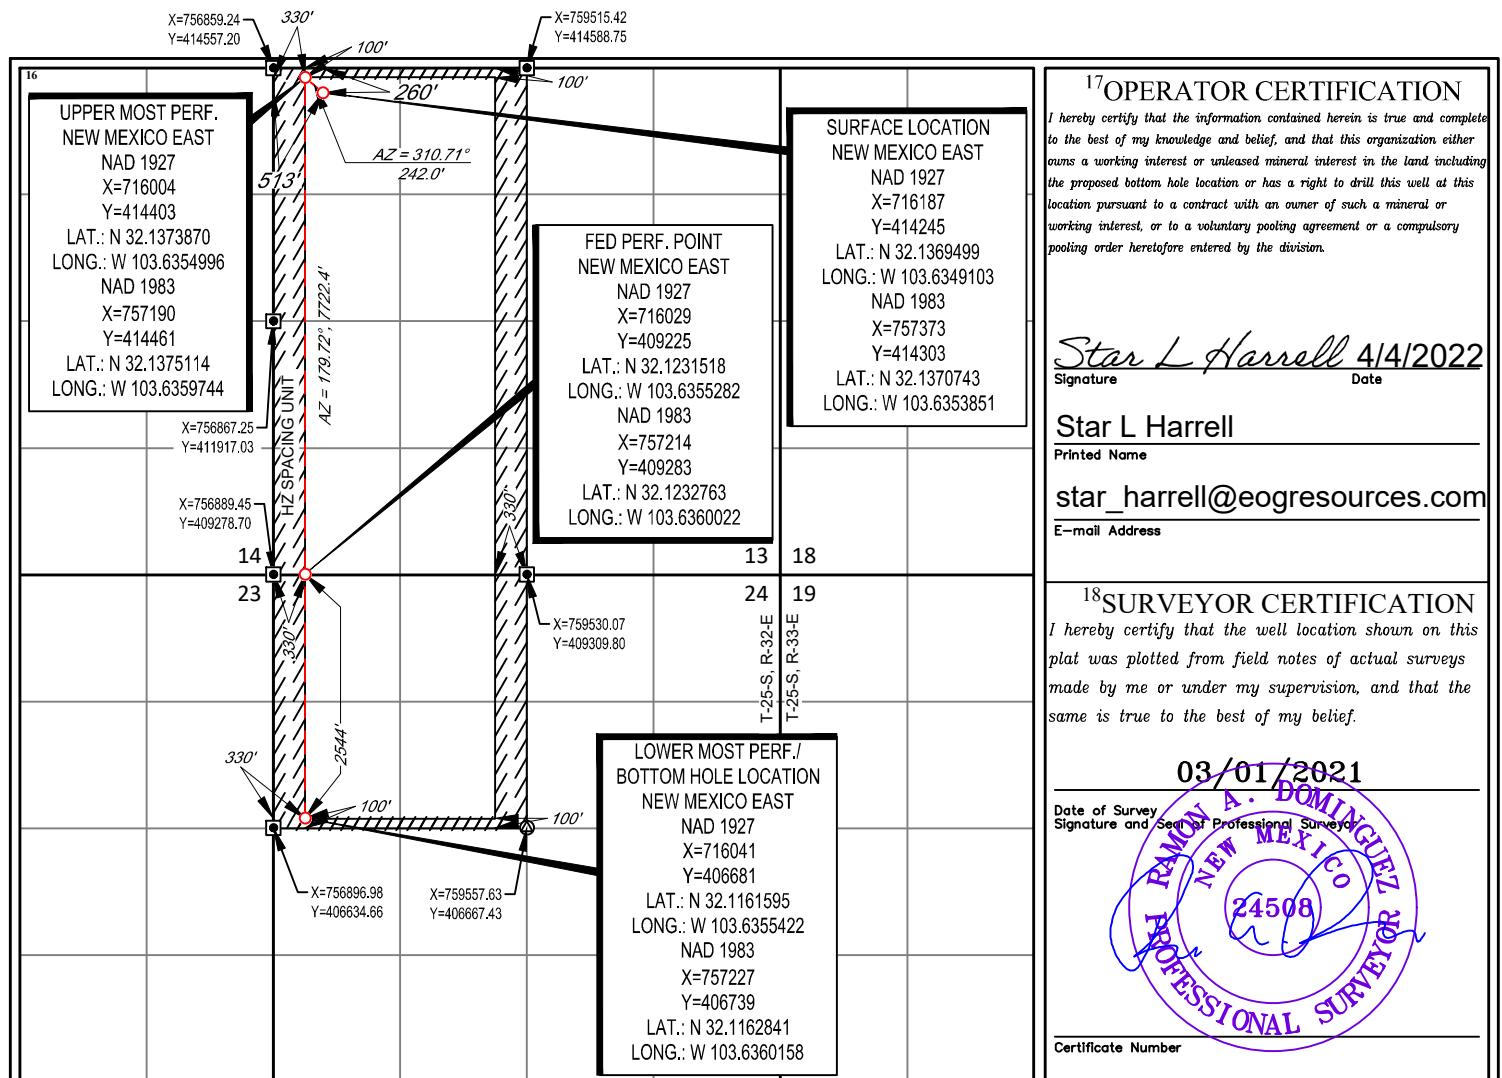 X=756859.24
Y=414557.20
330'
100'
X=759515.42
Y=414588.75
100'
260'
16
UPPER MOST PERF.
NEW MEXICO EAST
NAD 1927
X=716004
Y=414403
LAT.: N 32.1373870
LONG.: W 103.6354996
NAD 1983
X=757190
Y=414461
LAT.: N 32.1375114
LONG.: W 103.6359744
513'
AZ = 310.71°
242.0'
SURFACE LOCATION
NEW MEXICO EAST
NAD 1927
X=716187
Y=414245
LAT.: N 32.1369499
LONG.: W 103.6349103
NAD 1983
X=757373
Y=414303
LAT.: N 32.1370743
LONG.: W 103.6353851
FED PERF. POINT
NEW MEXICO EAST
NAD 1927
X=716029
Y=409225
LAT.: N 32.1231518
LONG.: W 103.6355282
NAD 1983
X=757214
Y=409283
LAT.: N 32.1232763
LONG.: W 103.6360022
AZ = 179.72°, 7722.4'
HZ SPACING UNIT
X=756867.25
Y=411917.03
X=756889.45
Y=409278.70
330'
14
23
13
18
24
19
330'
X=759530.07
Y=409309.80
T-25-S, R-32-E
T-25-S, R-33-E
2544'
330'
100'
100'
LOWER MOST PERF./
BOTTOM HOLE LOCATION
NEW MEXICO EAST
NAD 1927
X=716041
Y=406681
LAT.: N 32.1161595
LONG.: W 103.6355422
NAD 1983
X=757227
Y=406739
LAT.: N 32.1162841
LONG.: W 103.6360158
X=756896.98
Y=406634.66
X=759557.63
Y=406667.43
17OPERATOR CERTIFICATION
I hereby certify that the information contained herein is true and complete
to the best of my knowledge and belief, and that this organization either
owns a working interest or unleased mineral interest in the land including
the proposed bottom hole location or has a right to drill this well at this
location pursuant to a contract with an owner of such a mineral or
working interest, or to a voluntary pooling agreement or a compulsory
pooling order heretofore entered by the division.
Star L Harrell 4/4/2022
Signature Date
Star L Harrell
Printed Name
star_harrell@eogresources.com
E-mail Address
18SURVEYOR CERTIFICATION
I hereby certify that the well location shown on this
plat was plotted from field notes of actual surveys
made by me or under my supervision, and that the
same is true to the best of my belief.
03/01/2021
Date of Survey
Signature and Seal of Professional Surveyor
RAMON A. DOMINGUEZ
NEW MEXICO
24508
PROFESSIONAL SURVEYOR
Certificate Number